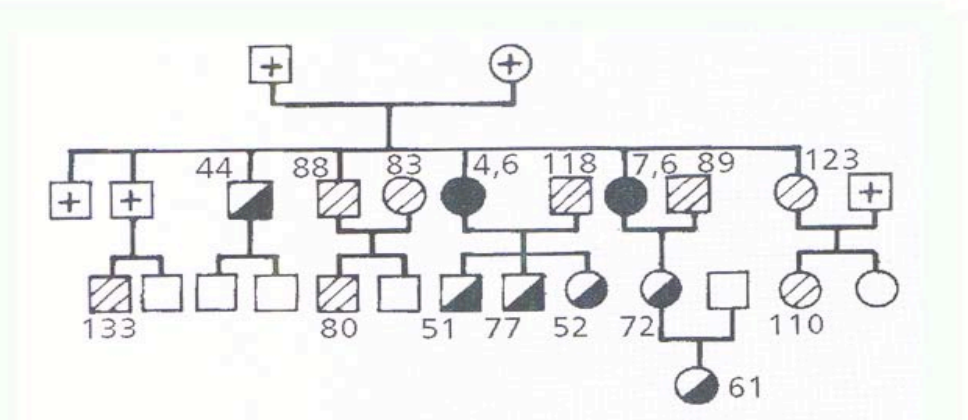 + +
44 88 83 4,6 118 7,6 89 123
+ + +
133 80 51 77 52 72 110
61